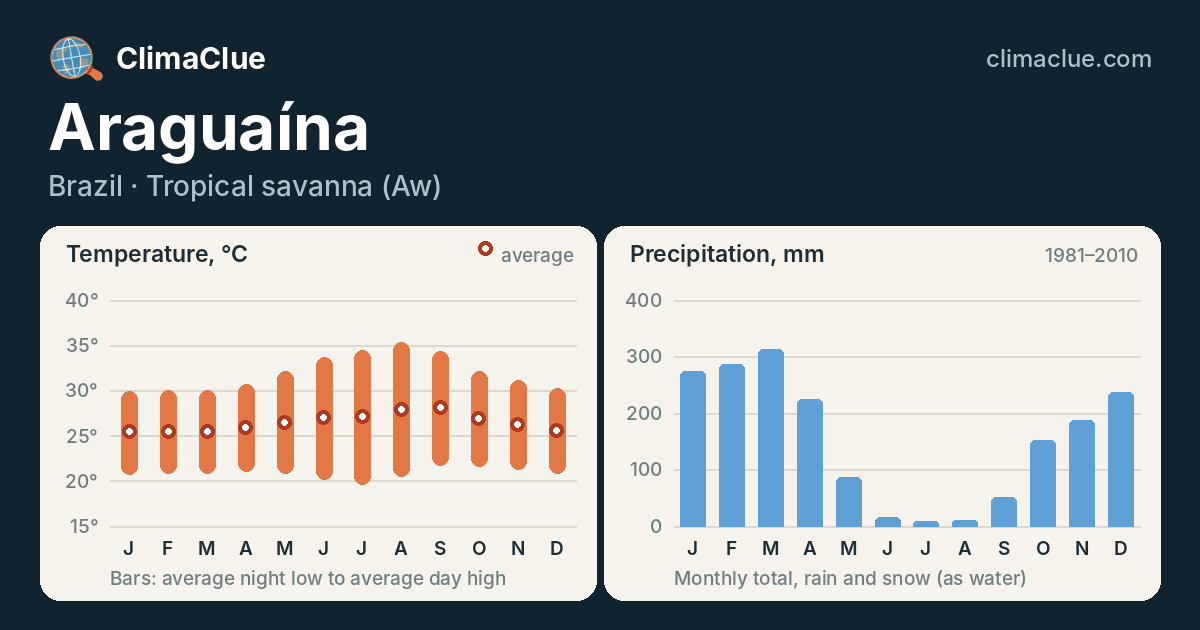 ClimaClue
climaclue.com
Araguaína
Brazil · Tropical savanna (Aw)
Temperature, °C
average
40°
35°
30°
25°
20°
15°
J F M A M J J A S O N D
Bars: average night low to average day high
Precipitation, mm
1981–2010
400
300
200
100
0
J F M A M J J A S O N D
Monthly total, rain and snow (as water)